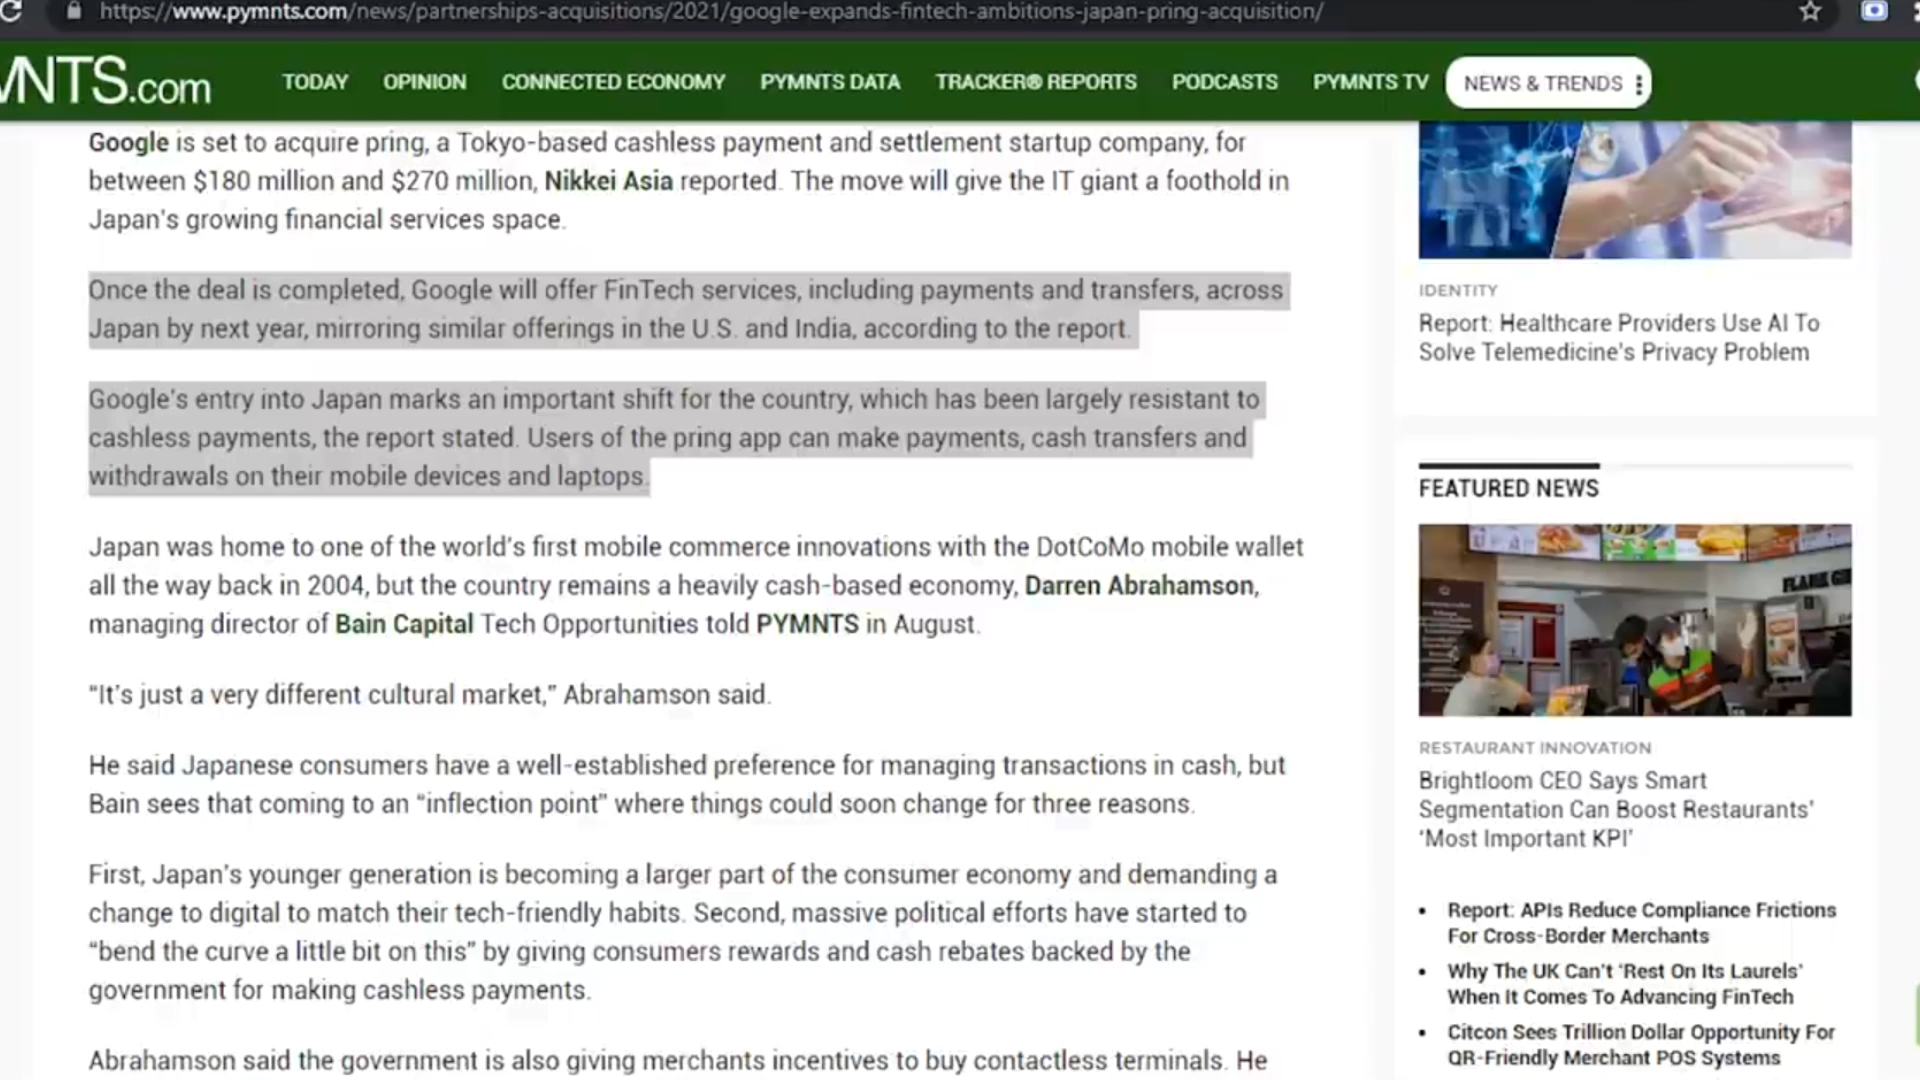 https://www.pymnts.com/news/partnerships-acquisitions/2021/google-expands-fintech-ambitions-japan-pring-acquisition/
MNTS.com
TODAY OPINION CONNECTED ECONOMY PYMNTS DATA TRACKER® REPORTS PODCASTS PYMNTS TV NEWS & TRENDS
Google is set to acquire pring, a Tokyo-based cashless payment and settlement startup company, for
between $180 million and $270 million, Nikkei Asia reported. The move will give the IT giant a foothold in
Japan's growing financial services space.
Once the deal is completed, Google will offer FinTech services, including payments and transfers, across
Japan by next year, mirroring similar offerings in the U.S. and India, according to the report.
Google's entry into Japan marks an important shift for the country, which has been largely resistant to
cashless payments, the report stated. Users of the pring app can make payments, cash transfers and
withdrawals on their mobile devices and laptops.
Japan was home to one of the world's first mobile commerce innovations with the DotCoMo mobile wallet
all the way back in 2004, but the country remains a heavily cash-based economy, Darren Abrahamson,
managing director of Bain Capital Tech Opportunities told PYMNTS in August.
“It's just a very different cultural market,” Abrahamson said.
He said Japanese consumers have a well-established preference for managing transactions in cash, but
Bain sees that coming to an “inflection point” where things could soon change for three reasons.
First, Japan's younger generation is becoming a larger part of the consumer economy and demanding a
change to digital to match their tech-friendly habits. Second, massive political efforts have started to
“bend the curve a little bit on this” by giving consumers rewards and cash rebates backed by the
government for making cashless payments.
Abrahamson said the government is also giving merchants incentives to buy contactless terminals. He
IDENTITY
Report: Healthcare Providers Use AI To
Solve Telemedicine's Privacy Problem
FEATURED NEWS
RESTAURANT INNOVATION
Brightloom CEO Says Smart
Segmentation Can Boost Restaurants'
‘Most Important KPI’
• Report: APIs Reduce Compliance Frictions
For Cross-Border Merchants
• Why The UK Can't ‘Rest On Its Laurels’
When It Comes To Advancing FinTech
• Citcon Sees Trillion Dollar Opportunity For
QR-Friendly Merchant POS Systems